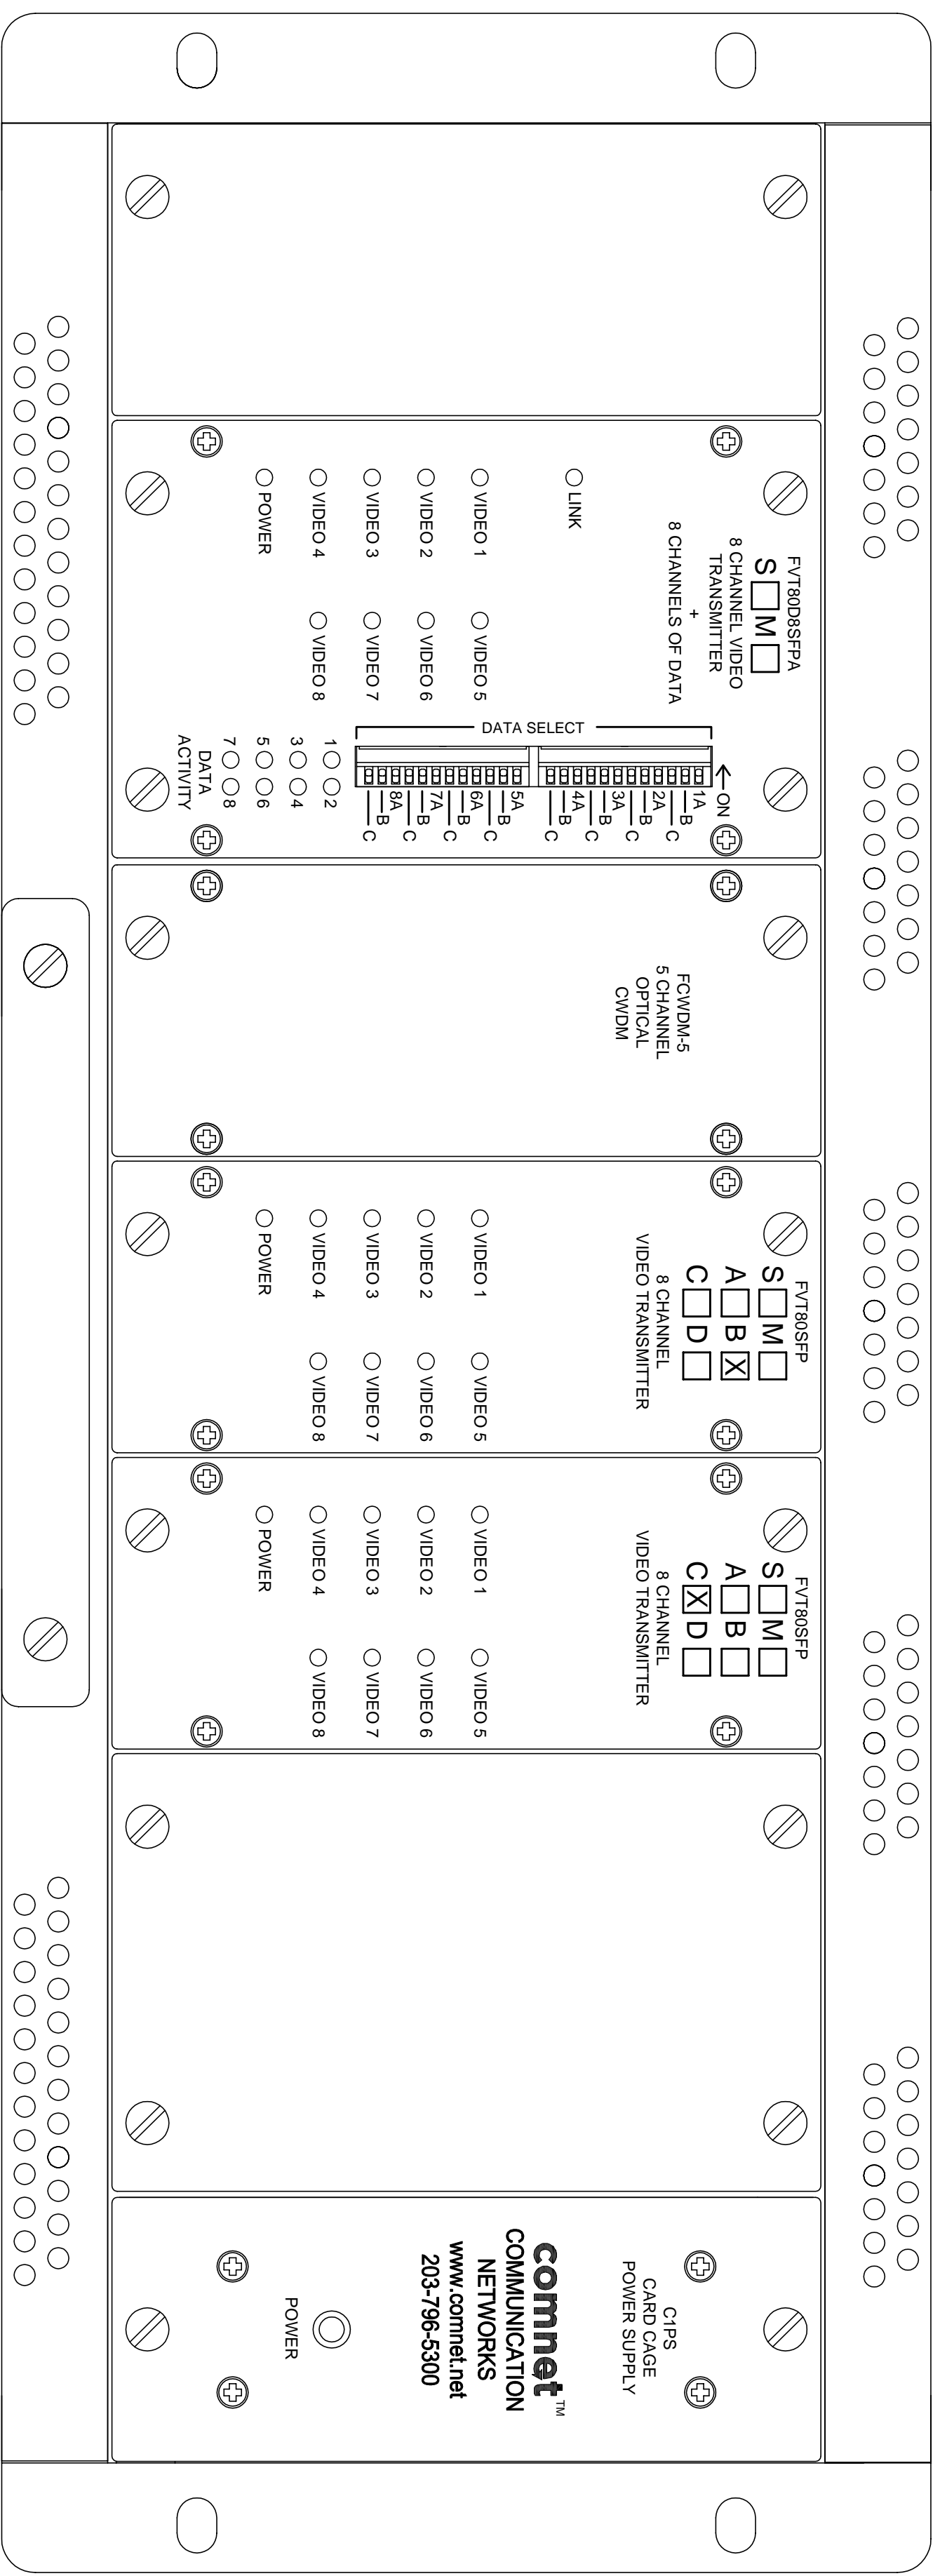 FVT80D8SFPA
S M
8 CHANNEL VIDEO
TRANSMITTER
+
8 CHANNELS OF DATA
LINK
VIDEO 1 VIDEO 5
VIDEO 2 VIDEO 6
VIDEO 3 VIDEO 7
VIDEO 4 VIDEO 8
POWER
ON
DATA SELECT
1A
B
C
2A
B
C
3A
B
C
4A
B
C
5A
B
C
6A
B
C
7A
B
C
8A
B
C
1 2
3 4
5 6
7 8
DATA
ACTIVITY
FCWDM-5
5 CHANNEL
OPTICAL
CWDM
FVT80SFP
S M
A B X
C D
8 CHANNEL
VIDEO TRANSMITTER
VIDEO 1 VIDEO 5
VIDEO 2 VIDEO 6
VIDEO 3 VIDEO 7
VIDEO 4 VIDEO 8
POWER
FVT80SFP
S M
A B
C X D
8 CHANNEL
VIDEO TRANSMITTER
VIDEO 1 VIDEO 5
VIDEO 2 VIDEO 6
VIDEO 3 VIDEO 7
VIDEO 4 VIDEO 8
POWER
C1PS
CARD CAGE
POWER SUPPLY
comnet™
COMMUNICATION
NETWORKS
www.comnet.net
203-796-5300
POWER